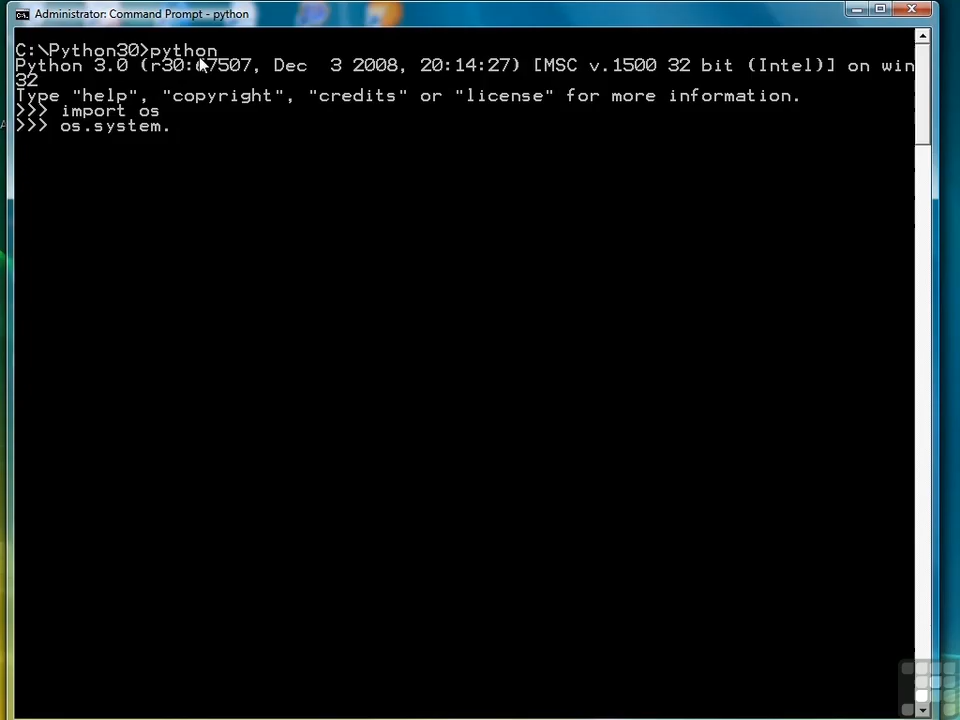 Administrator: Command Prompt - python
C:\Python30>python
Python 3.0 (r30:67507, Dec  3 2008, 20:14:27) [MSC v.1500 32 bit (Intel)] on win
32
Type "help", "copyright", "credits" or "license" for more information.
>>> import os
>>> os.system.